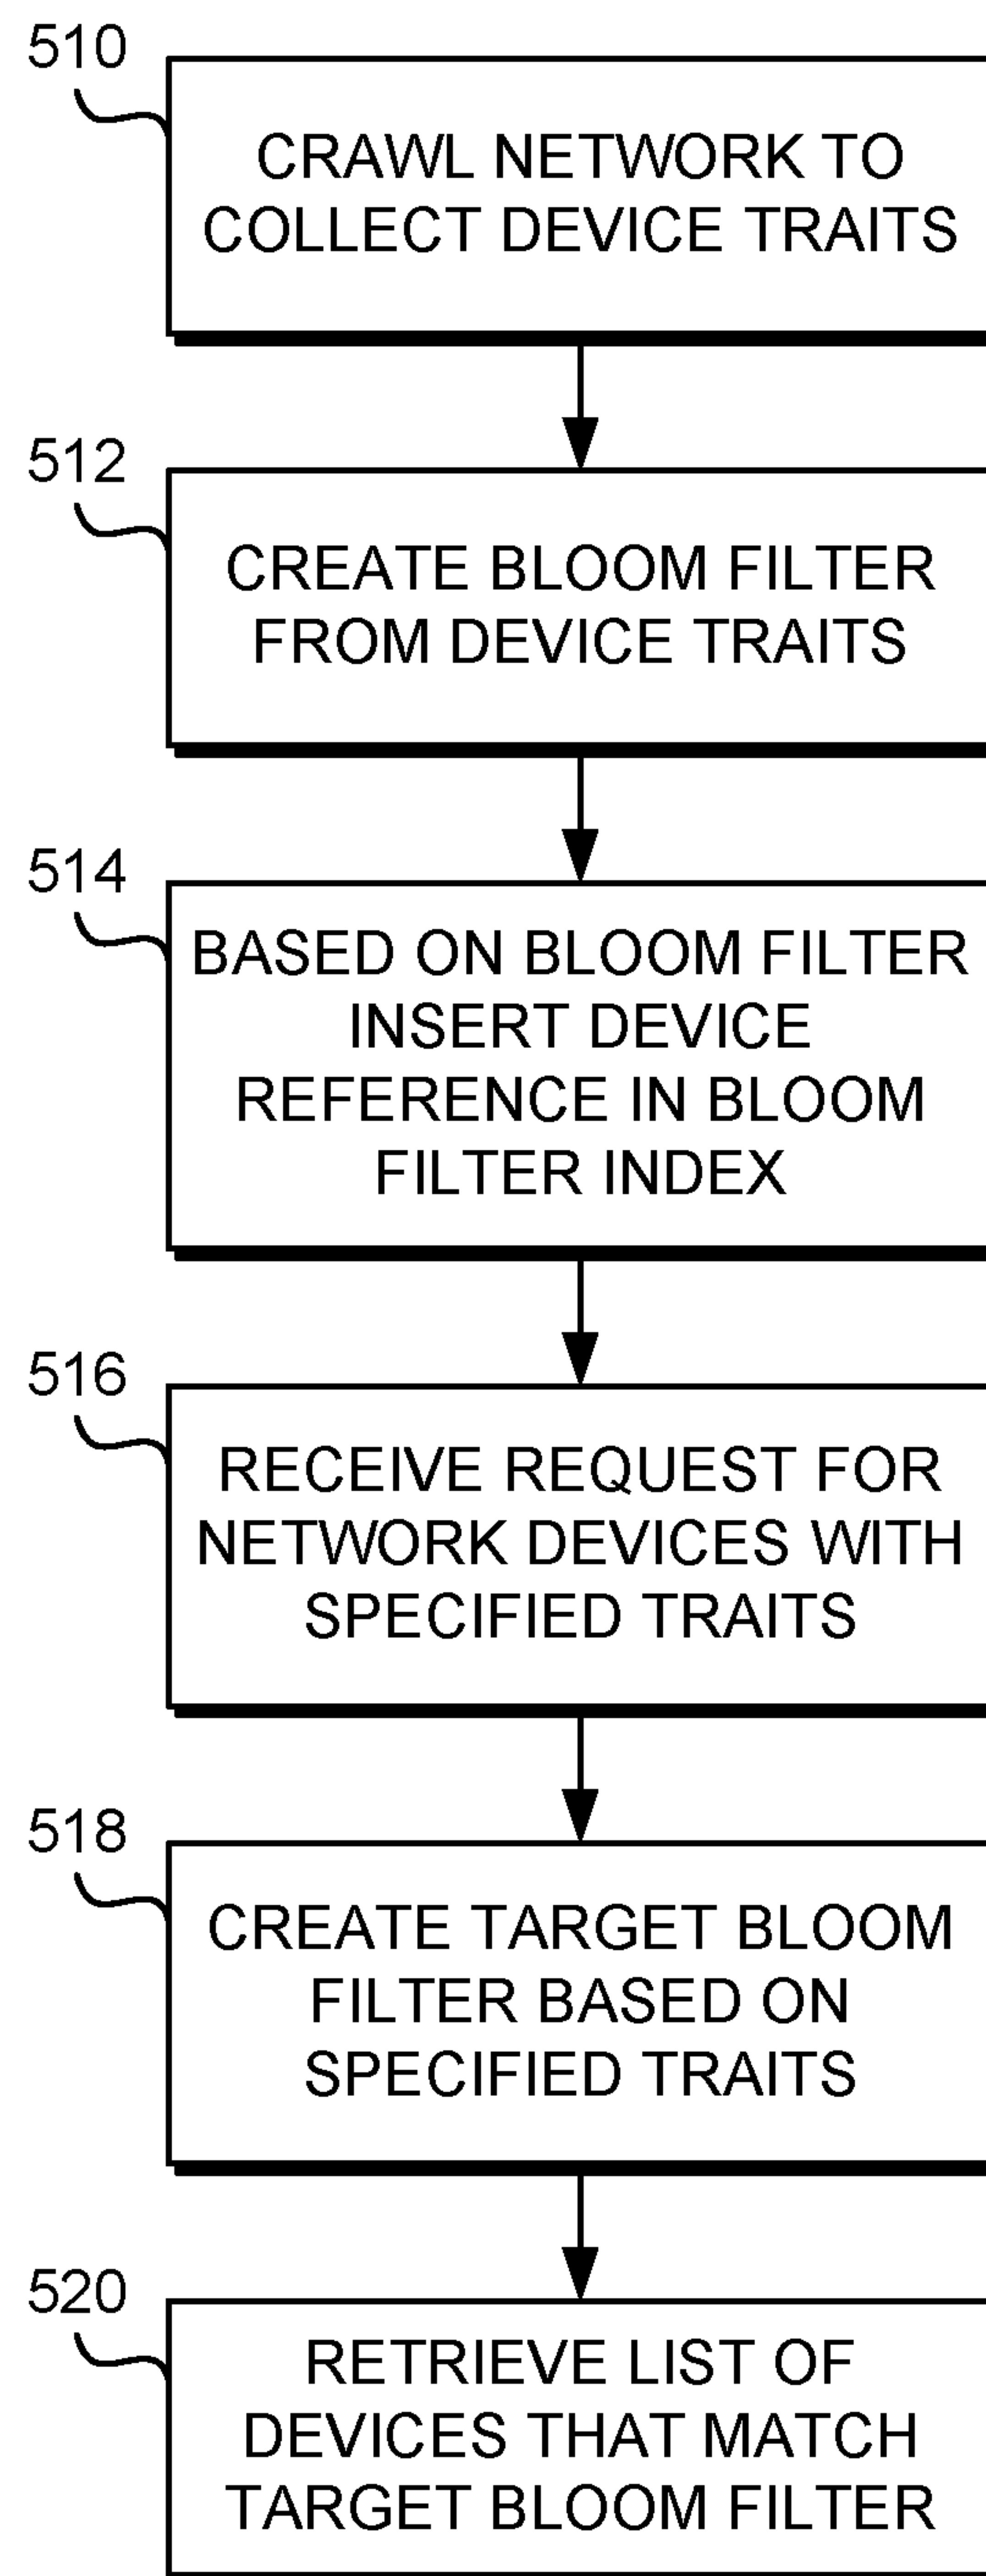 510
CRAWL NETWORK TO
COLLECT DEVICE TRAITS
512
CREATE BLOOM FILTER
FROM DEVICE TRAITS
514
BASED ON BLOOM FILTER
INSERT DEVICE
REFERENCE IN BLOOM
FILTER INDEX
516
RECEIVE REQUEST FOR
NETWORK DEVICES WITH
SPECIFIED TRAITS
518
CREATE TARGET BLOOM
FILTER BASED ON
SPECIFIED TRAITS
520
RETRIEVE LIST OF
DEVICES THAT MATCH
TARGET BLOOM FILTER